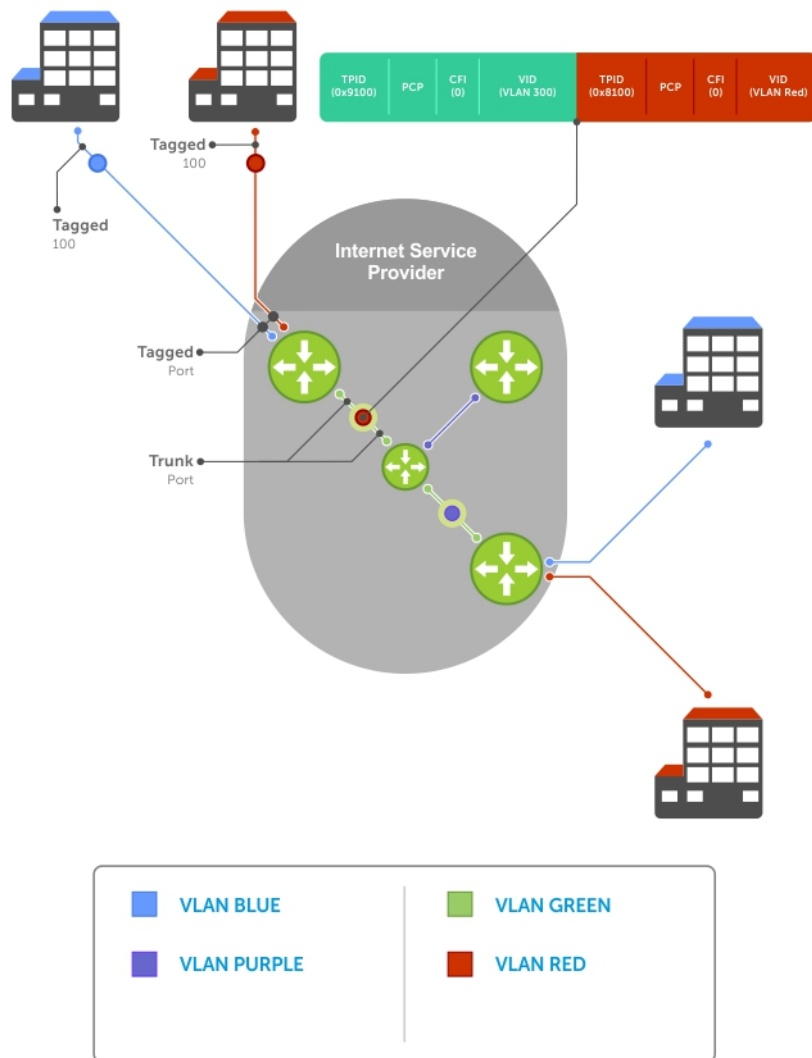 TPID
(0x9100)
PCP
CFI
(0)
VID
(VLAN 300)
TPID
(0x8100)
PCP
CFI
(0)
VID
(VLAN Red)
Tagged
100
Tagged
100
Internet Service
Provider
Tagged
Port
Trunk
Port
VLAN BLUE
VLAN GREEN
VLAN PURPLE
VLAN RED